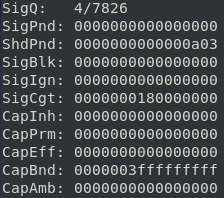 SigQ: 4/7826
SigPnd: 0000000000000000
ShdPnd: 0000000000000a03
SigBlk: 0000000000000000
SigIgn: 0000000000000000
SigCgt: 0000000180000000
CapInh: 0000000000000000
CapPrm: 0000000000000000
CapEff: 0000000000000000
CapBnd: 0000003fffffffff
CapAmb: 0000000000000000